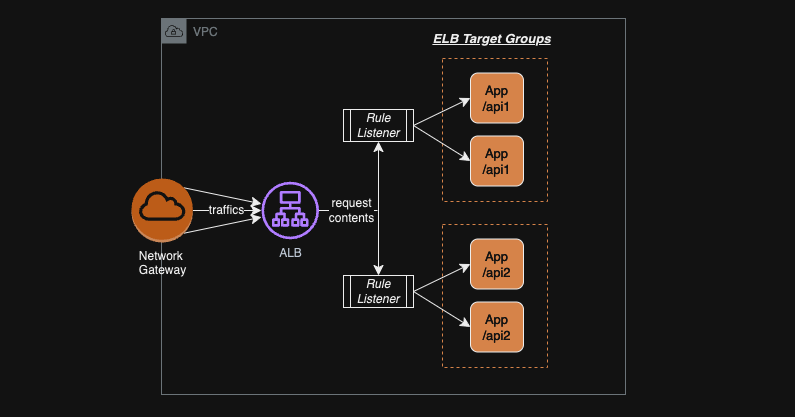 VPC
ELB Target Groups
App
/api1
Rule
Listener
App
/api1
traffics
request
contents
Network
Gateway
ALB
App
/api2
Rule
Listener
App
/api2